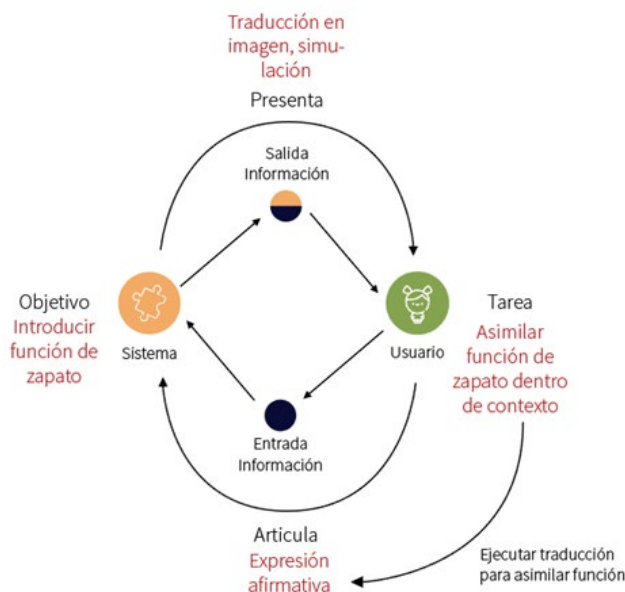 Traducción en
imagen, simu-
lación
Presenta
Salida
Información
Objetivo
Introducir
función de
zapato
Sistema
Usuario
Tarea
Asimilar
función de
zapato dentro
de contexto
Entrada
Información
Articula
Expresión
afirmativa
Ejecutar traducción
para asimilar función